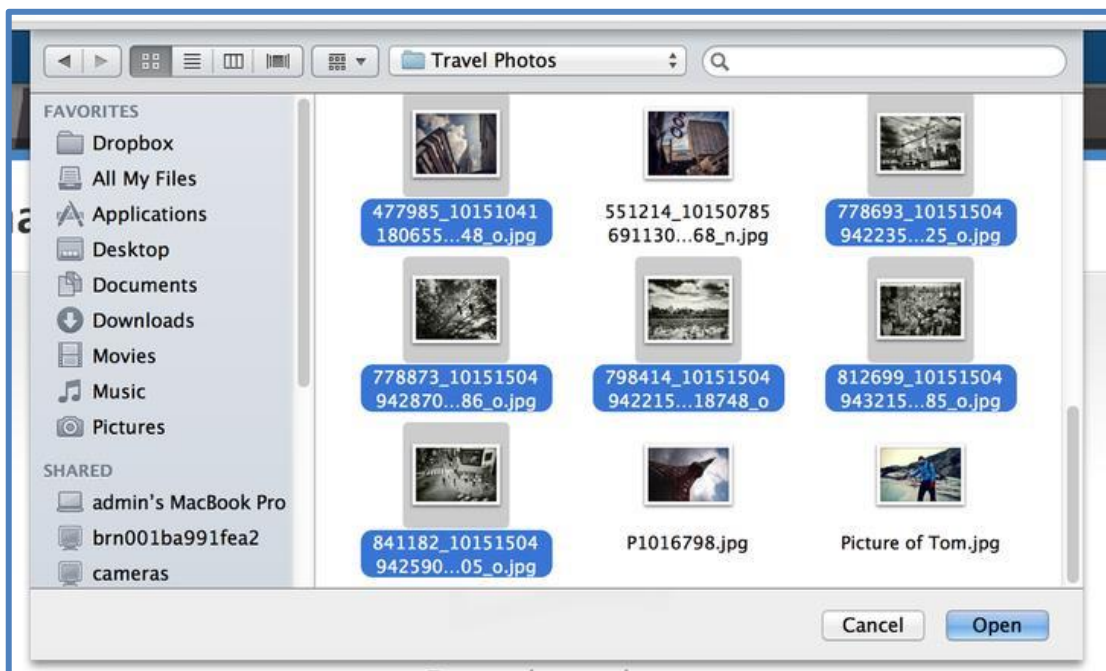 Travel Photos
FAVORITES
Dropbox
All My Files
Applications
Desktop
Documents
Downloads
Movies
Music
Pictures
SHARED
admin's MacBook Pro
brn001ba991fea2
cameras
477985_10151041
180655...48_o.jpg
551214_10150785
691130...68_n.jpg
778693_10151504
942235...25_o.jpg
778873_10151504
942870...86_o.jpg
798414_10151504
942215...18748_o
812699_10151504
943215...85_o.jpg
841182_10151504
942590...05_o.jpg
P1016798.jpg
Picture of Tom.jpg
Cancel
Open